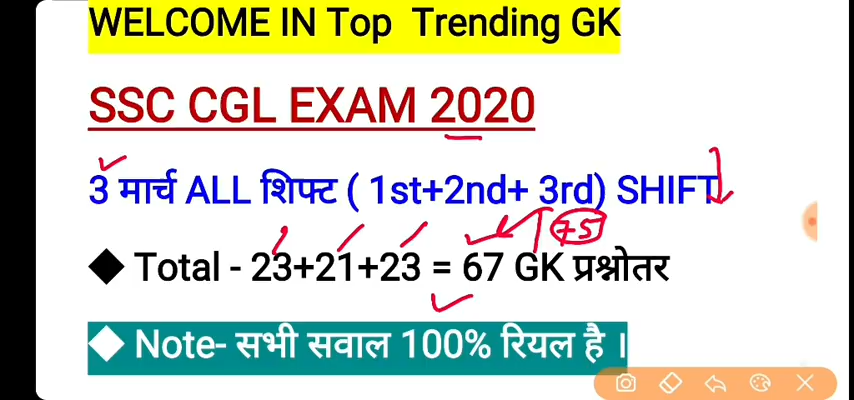 WELCOME IN Top Trending GK
SSC CGL EXAM 2020
3 मार्च ALL शिफ्ट ( 1st+2nd+ 3rd) SHIFT
75
◆ Total - 23+21+23 = 67 GK प्रश्नोतर
◆ Note- सभी सवाल 100% रियल है ।